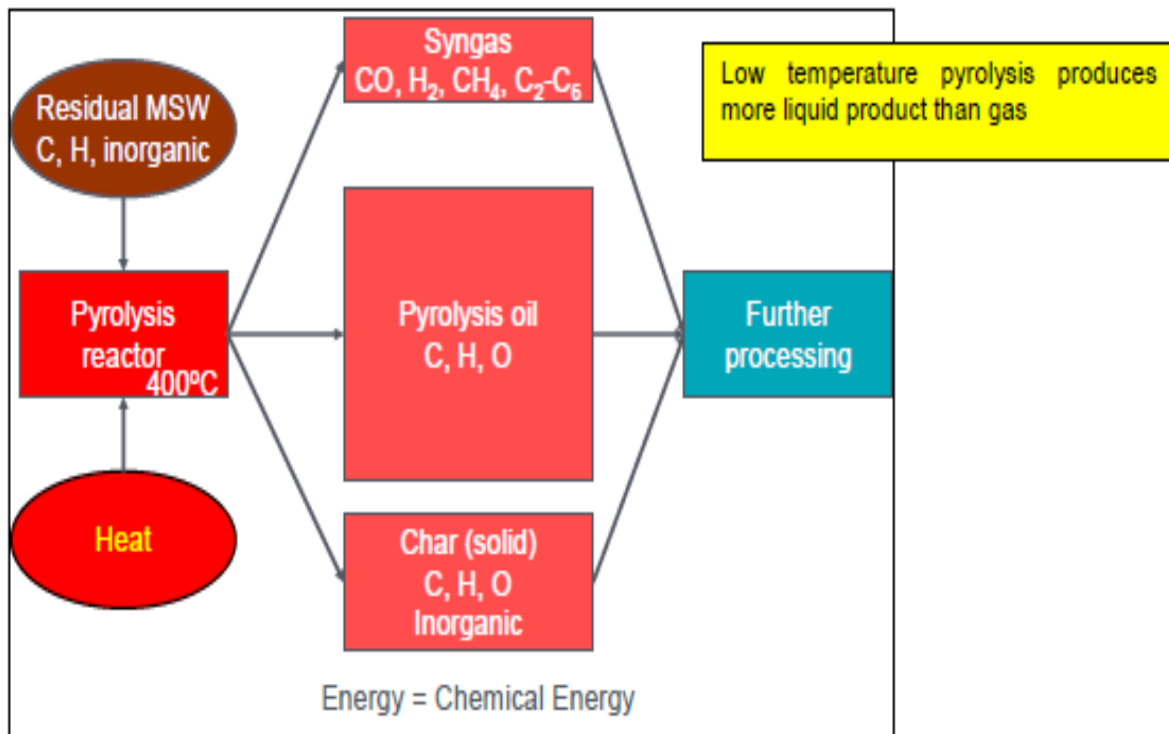 Syngas
CO, H₂, CH₄, C₂-C₆
Low temperature pyrolysis produces
more liquid product than gas
Residual MSW
C, H, inorganic
Pyrolysis
reactor
400ºC
Pyrolysis oil
C, H, O
Further
processing
Heat
Char (solid)
C, H, O
Inorganic
Energy = Chemical Energy